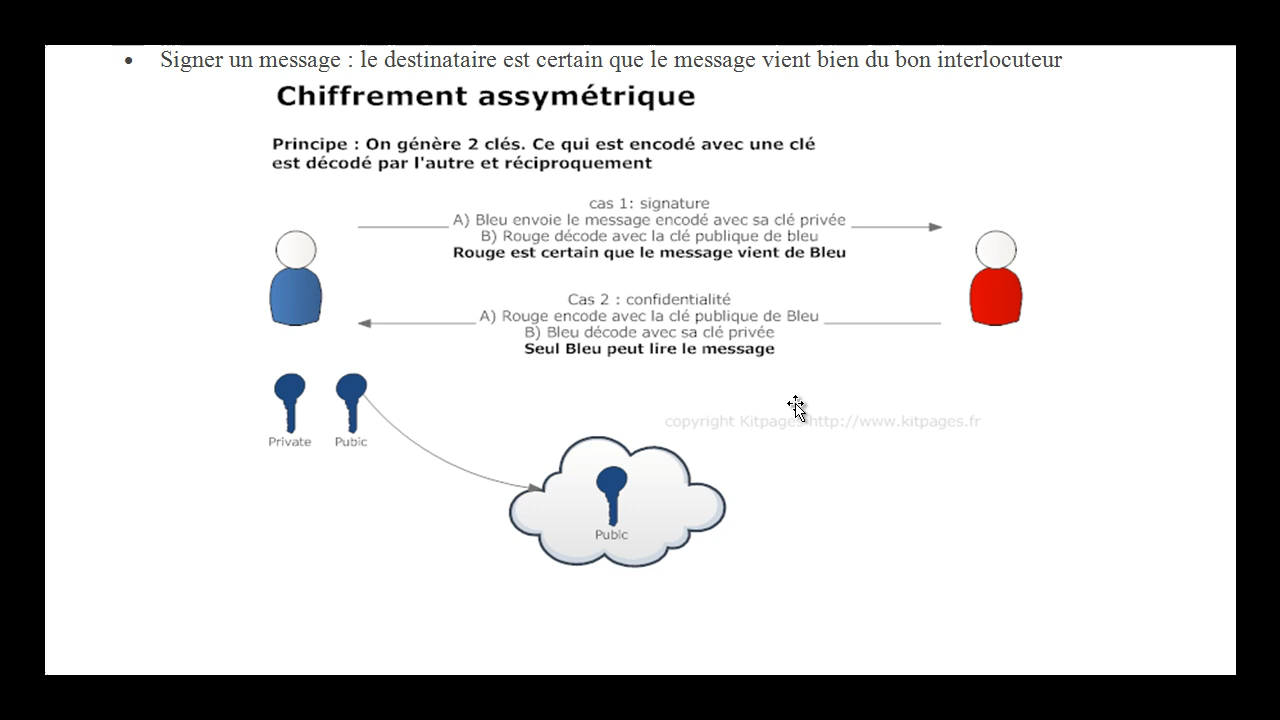 • Signer un message : le destinataire est certain que le message vient bien du bon interlocuteur
Chiffrement assymétrique
Principe : On génère 2 clés. Ce qui est encodé avec une clé
est décodé par l'autre et réciproquement
cas 1: signature
A) Bleu envoie le message encodé avec sa clé privée
B) Rouge décode avec la clé publique de bleu
Rouge est certain que le message vient de Bleu
Cas 2 : confidentialité
A) Rouge encode avec la clé publique de Bleu
B) Bleu décode avec sa clé privée
Seul Bleu peut lire le message
Private
Pubic
copyright Kitpages http://www.kitpages.fr
Pubic